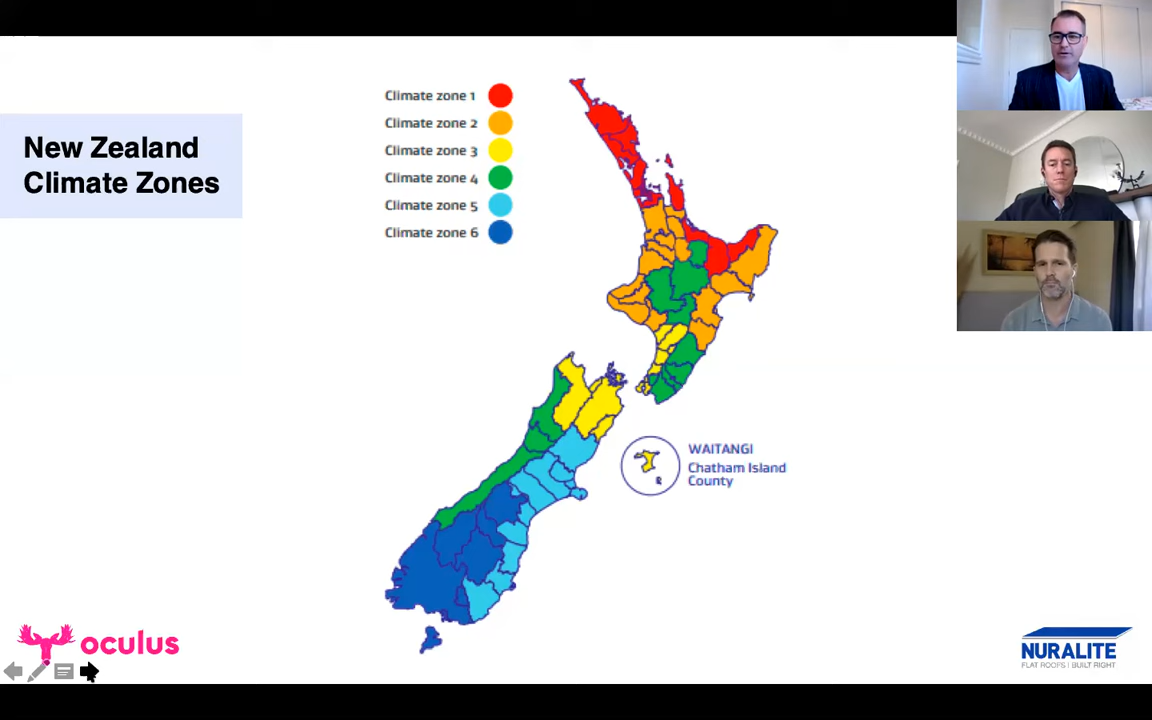 New Zealand
Climate Zones
Climate zone 1
Climate zone 2
Climate zone 3
Climate zone 4
Climate zone 5
Climate zone 6
WAITANGI
Chatham Island
County
oculus
NURALITE
FLAT ROOFS | BUILT RIGHT